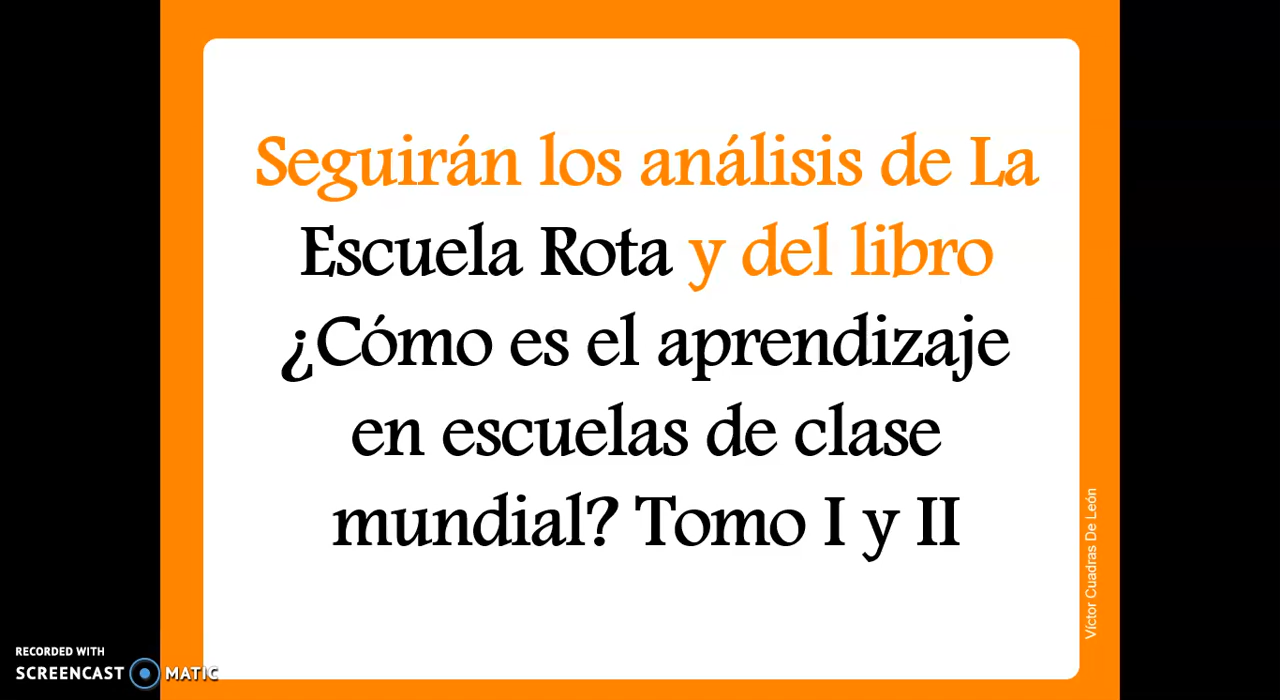 Seguirán los análisis de La
Escuela Rota y del libro
¿Cómo es el aprendizaje
en escuelas de clase
mundial? Tomo I y II
Víctor Cuadras De León
RECORDED WITH
SCREENCAST MATIC